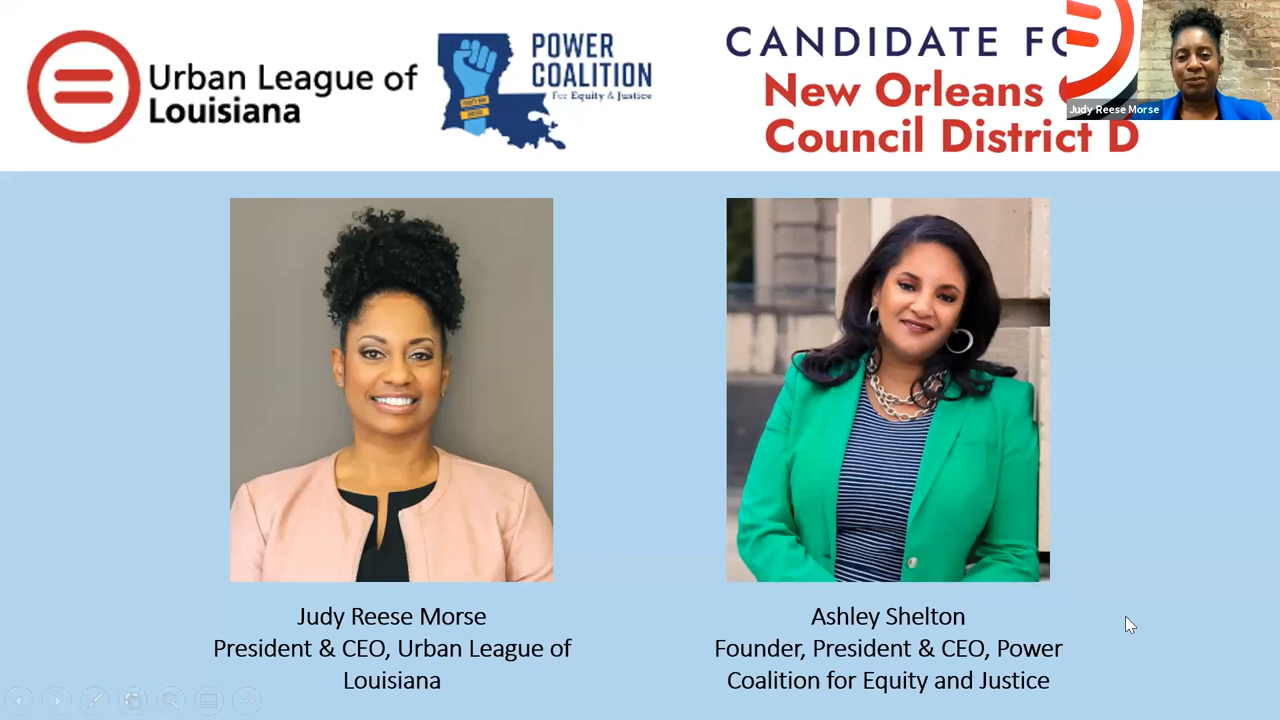 Urban League of
Louisiana
POWER
COALITION
For Equity & Justice
CANDIDATE
New Orleans
Council District D
Judy Reese Morse
Judy Reese Morse
President & CEO, Urban League of
Louisiana
Ashley Shelton
Founder, President & CEO, Power
Coalition for Equity and Justice